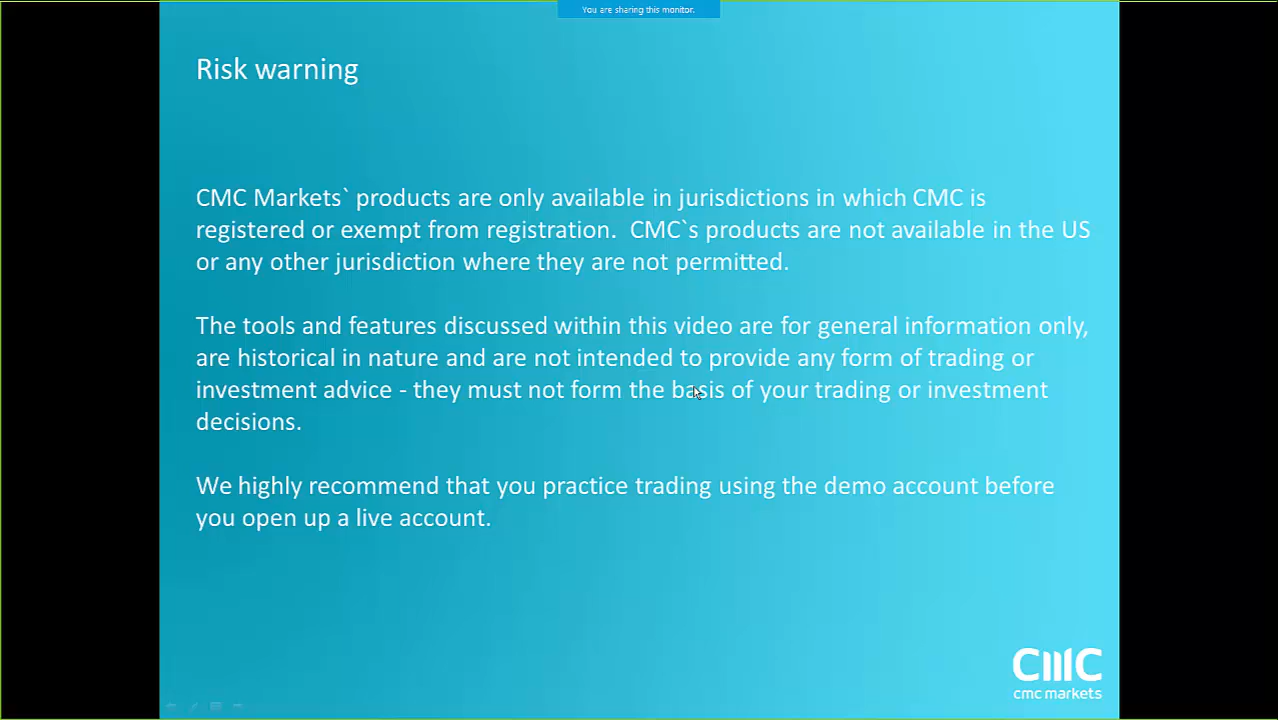 You are sharing this monitor.
Risk warning
CMC Markets` products are only available in jurisdictions in which CMC is
registered or exempt from registration.  CMC`s products are not available in the US
or any other jurisdiction where they are not permitted.
The tools and features discussed within this video are for general information only,
are historical in nature and are not intended to provide any form of trading or
investment advice - they must not form the basis of your trading or investment
decisions.
We highly recommend that you practice trading using the demo account before
you open up a live account.
CMC
cmc markets